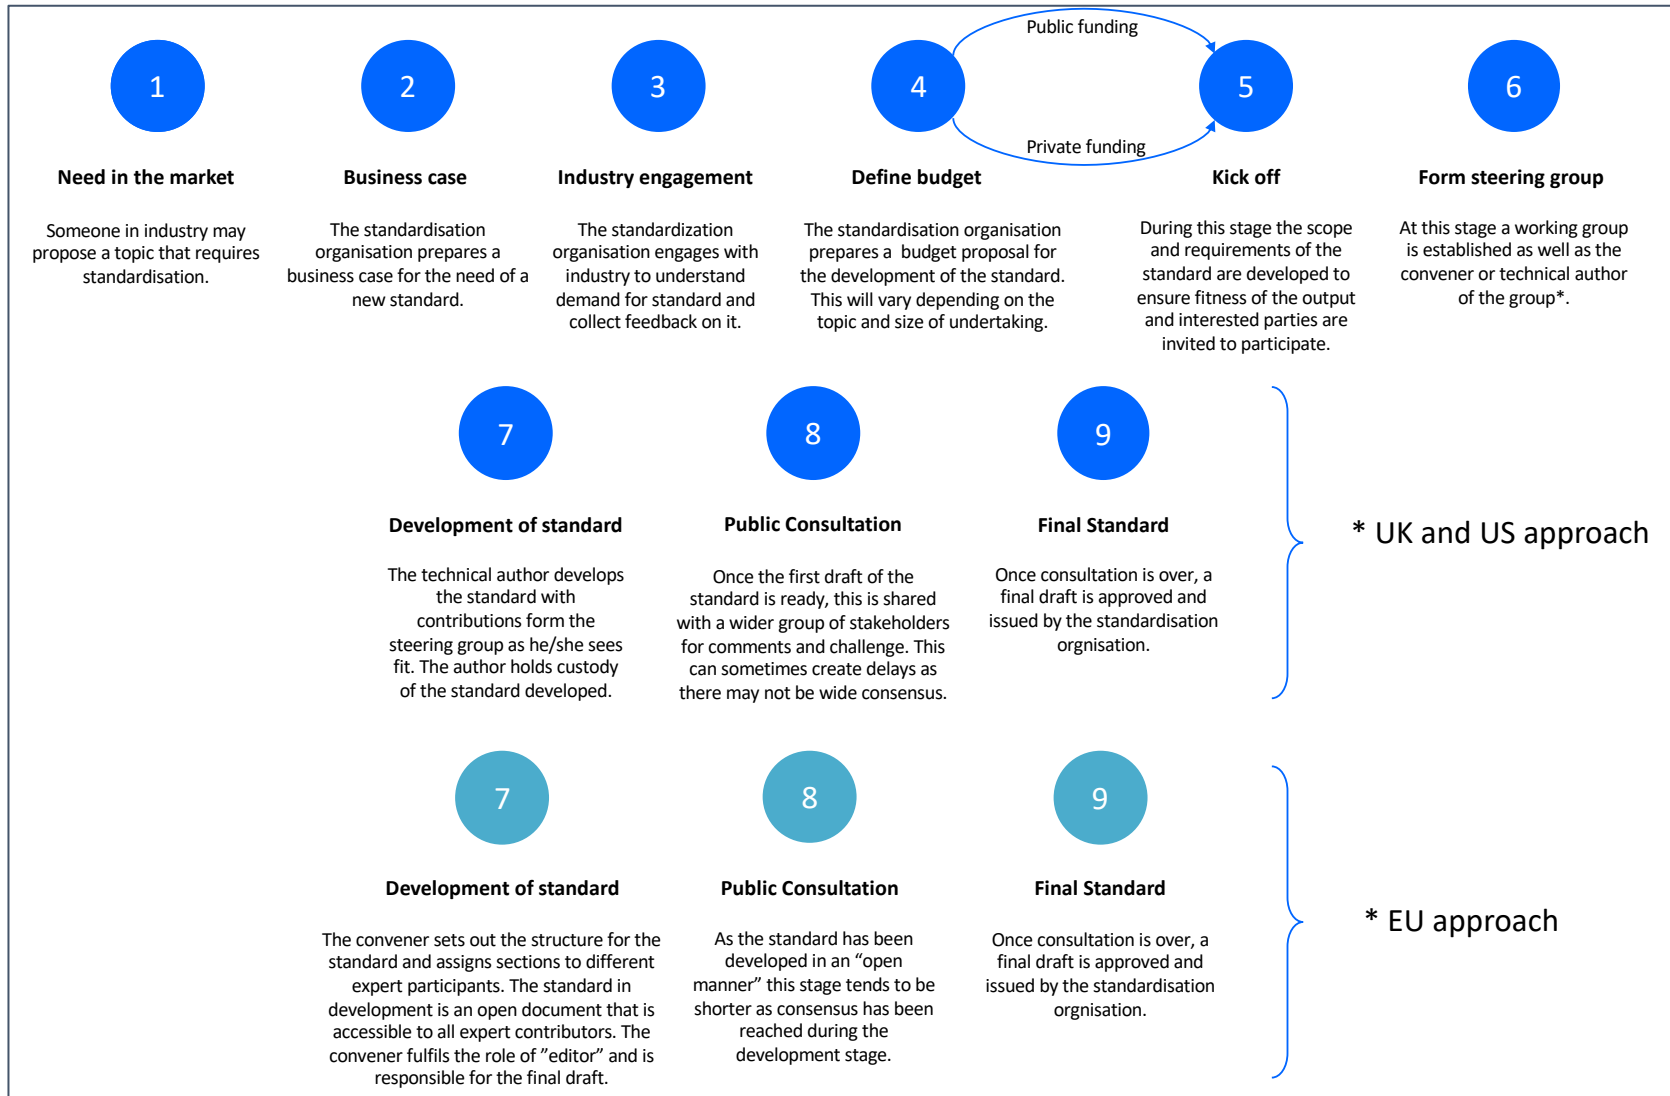 Public funding
1
2
3
4
5
6
Private funding
Need in the market
Someone in industry may
propose a topic that requires
standardisation.
Business case
The standardisation
organisation prepares a
business case for the need of a
new standard.
Industry engagement
The standardization
organisation engages with
industry to understand
demand for standard and
collect feedback on it.
Define budget
The standardisation organisation
prepares a budget proposal for
the development of the standard.
This will vary depending on the
topic and size of undertaking.
Kick off
During this stage the scope
and requirements of the
standard are developed to
ensure fitness of the output
and interested parties are
invited to participate.
Form steering group
At this stage a working group
is established as well as the
convener or technical author
of the group*.
7
8
9
Development of standard
The technical author develops
the standard with
contributions form the
steering group as he/she sees
fit. The author holds custody
of the standard developed.
Public Consultation
Once the first draft of the
standard is ready, this is shared
with a wider group of stakeholders
for comments and challenge. This
can sometimes create delays as
there may not be wide consensus.
Final Standard
Once consultation is over, a
final draft is approved and
issued by the standardisation
orgnisation.
* UK and US approach
7
8
9
Development of standard
The convener sets out the structure for the
standard and assigns sections to different
expert participants. The standard in
development is an open document that is
accessible to all expert contributors. The
convener fulfils the role of ”editor” and is
responsible for the final draft.
Public Consultation
As the standard has been
developed in an “open
manner” this stage tends to be
shorter as consensus has been
reached during the
development stage.
Final Standard
Once consultation is over, a
final draft is approved and
issued by the standardisation
orgnisation.
* EU approach